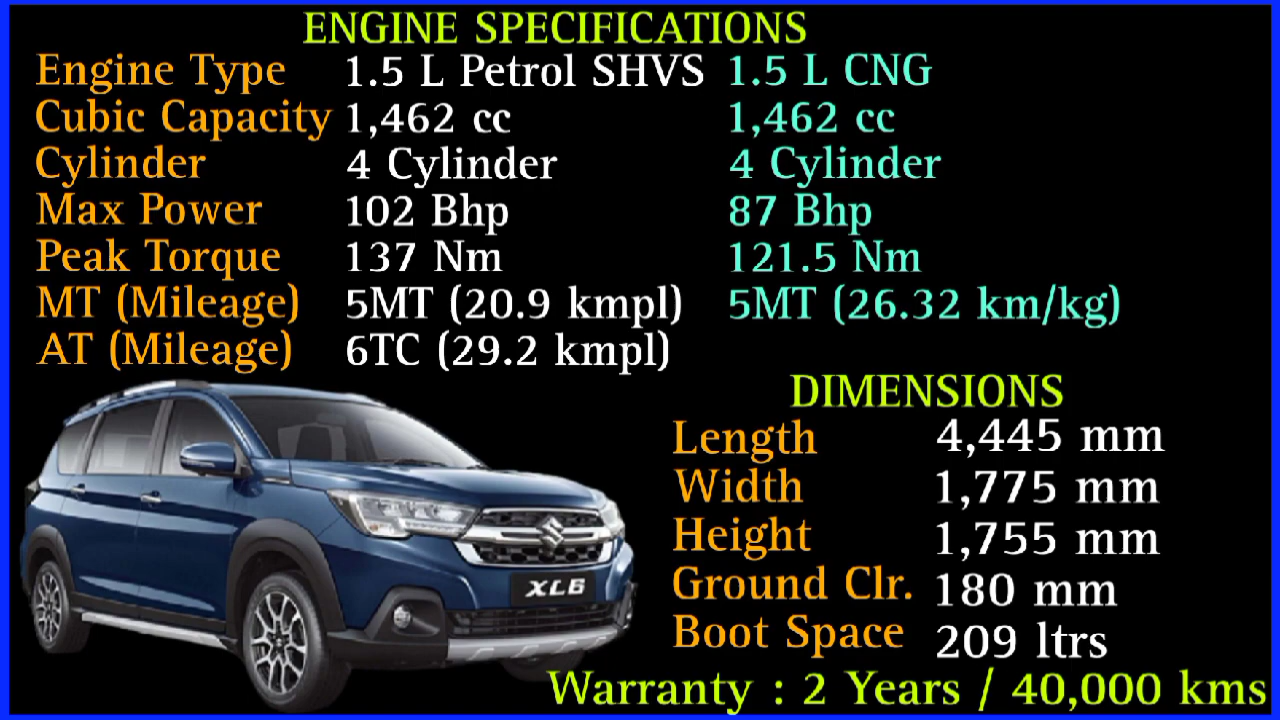 ENGINE SPECIFICATIONS
Engine Type 1.5 L Petrol SHVS 1.5 L CNG
Cubic Capacity 1,462 cc 1,462 cc
Cylinder 4 Cylinder 4 Cylinder
Max Power 102 Bhp 87 Bhp
Peak Torque 137 Nm 121.5 Nm
MT (Mileage) 5MT (20.9 kmpl) 5MT (26.32 km/kg)
AT (Mileage) 6TC (29.2 kmpl)
DIMENSIONS
Length 4,445 mm
Width 1,775 mm
Height 1,755 mm
Ground Clr. 180 mm
Boot Space 209 ltrs
XL6
Warranty : 2 Years / 40,000 kms